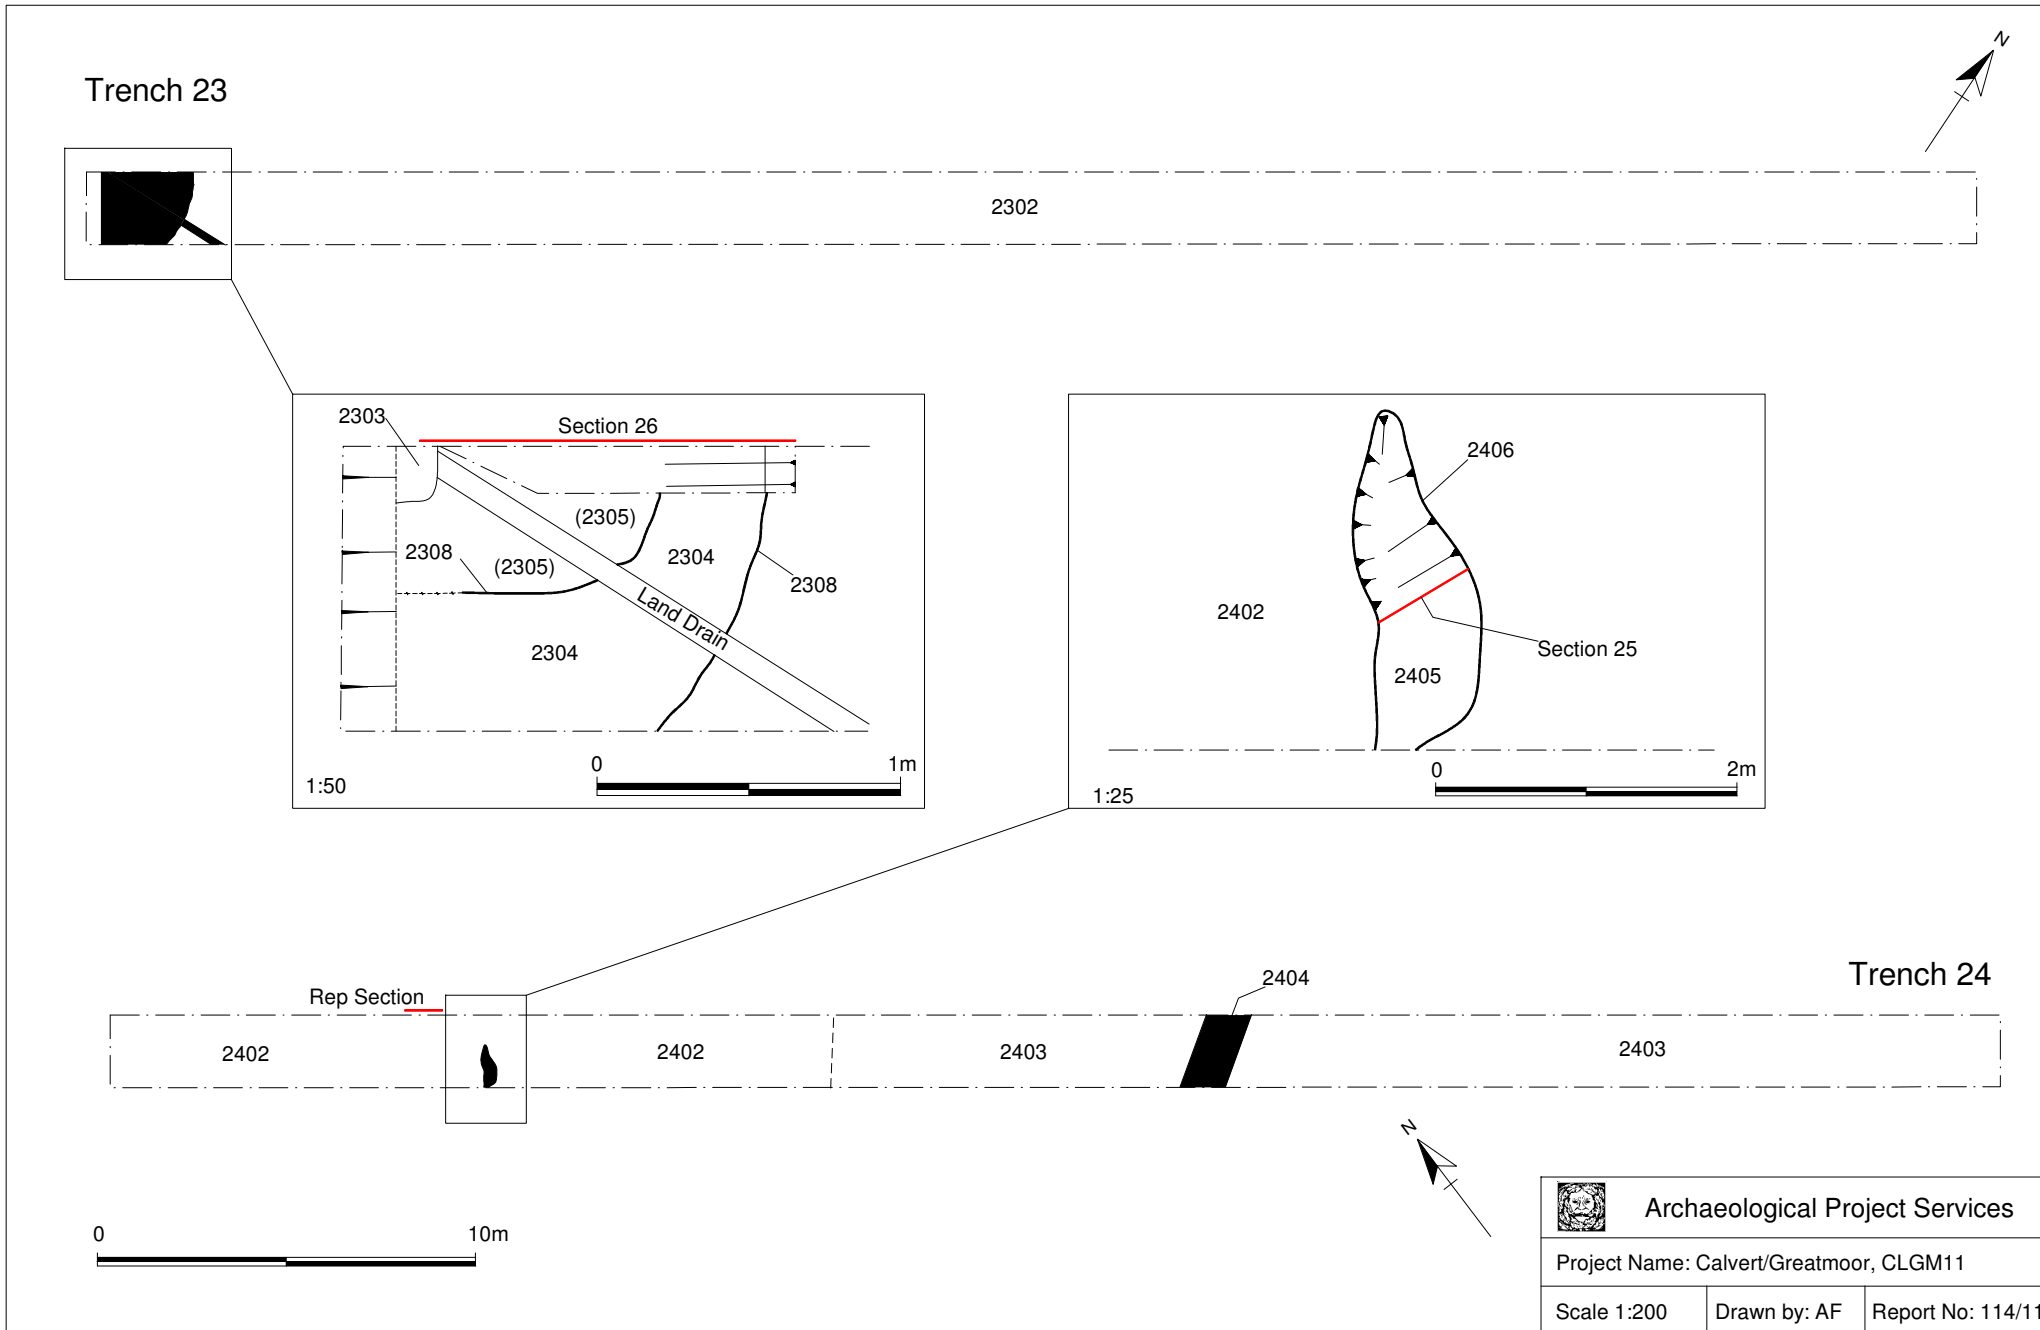 N
Trench 23
2302
2303
Section 26
(2305)
2308
(2305)
2304
2308
Land Drain
2304
0 1m
1:50
2406
2402
Section 25
2405
0 2m
1:25
Trench 24
Rep Section
2404
2402
2402
2403
2403
N
0 10m
Archaeological Project Services
Project Name: Calvert/Greatmoor, CLGM11
Scale 1:200
Drawn by: AF
Report No: 114/11